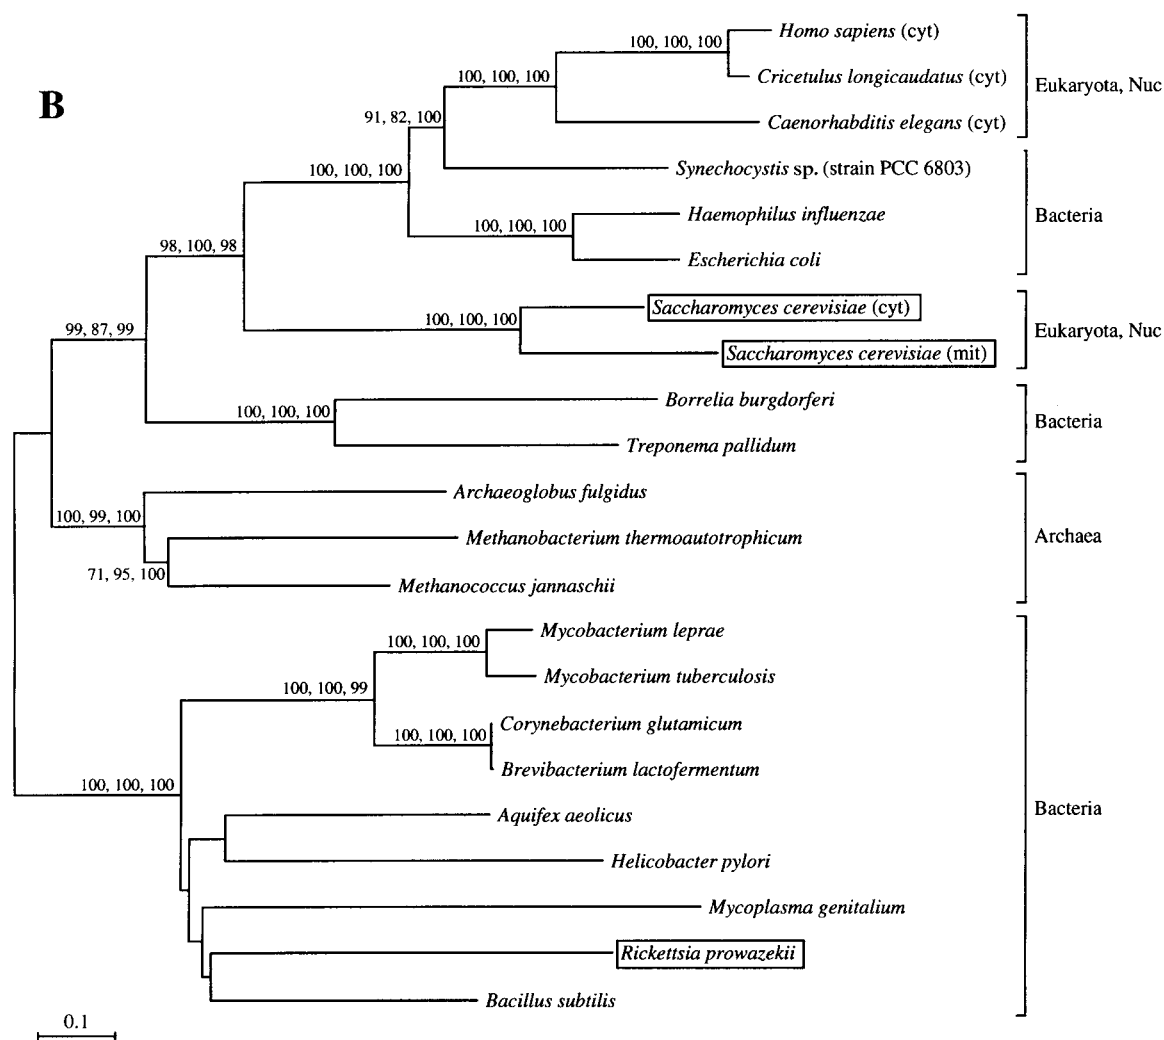 B
100, 100, 100
Homo sapiens (cyt)
Cricetulus longicaudatus (cyt)
100, 100, 100
Caenorhabditis elegans (cyt)
Eukaryota, Nuc
91, 82, 100
Synechocystis sp. (strain PCC 6803)
100, 100, 100
Haemophilus influenzae
100, 100, 100
Escherichia coli
Bacteria
98, 100, 98
Saccharomyces cerevisiae (cyt)
100, 100, 100
Saccharomyces cerevisiae (mit)
Eukaryota, Nuc
99, 87, 99
Borrelia burgdorferi
100, 100, 100
Treponema pallidum
Bacteria
Archaeoglobus fulgidus
100, 99, 100
Methanobacterium thermoautotrophicum
71, 95, 100
Methanococcus jannaschii
Archaea
Mycobacterium leprae
100, 100, 100
Mycobacterium tuberculosis
100, 100, 99
Corynebacterium glutamicum
100, 100, 100
Brevibacterium lactofermentum
100, 100, 100
Aquifex aeolicus
Helicobacter pylori
Mycoplasma genitalium
Rickettsia prowazekii
Bacillus subtilis
Bacteria
0.1